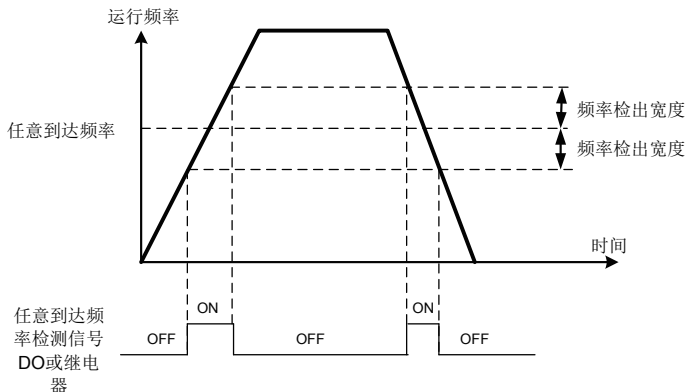 运行频率
任意到达频率
频率检出宽度
频率检出宽度
时间
任意到达频
率检测信号
DO或继电
器
OFF
ON
OFF
ON
OFF